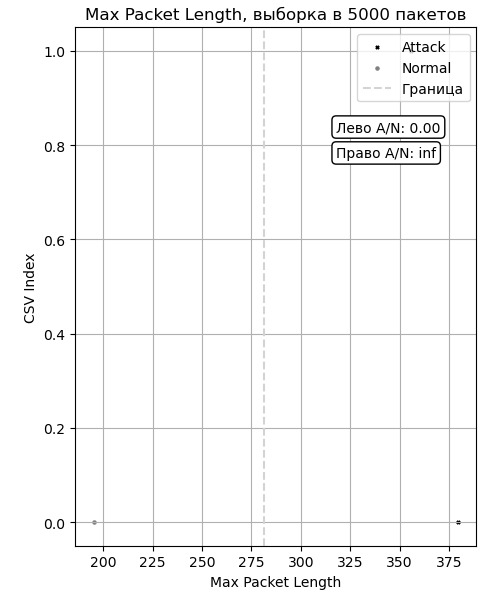 Max Packet Length, выборка в 5000 пакетов
Attack
Normal
Граница
Лево A/N: 0.00
Право A/N: inf
1.0
0.8
0.6
0.4
0.2
0.0
CSV Index
200
225
250
275
300
325
350
375
Max Packet Length